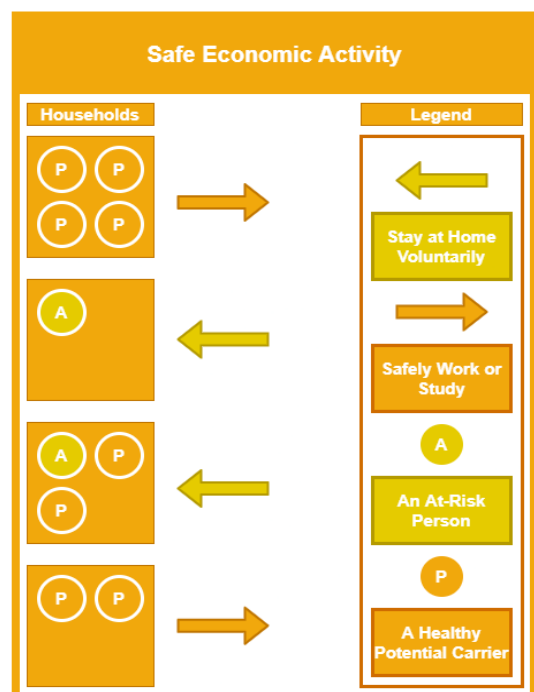 Safe Economic Activity
Households
Legend
P P
P P
Stay at Home
Voluntarily
A
Safely Work or
Study
A P
P
A
An At-Risk
Person
P P
P
A Healthy
Potential Carrier